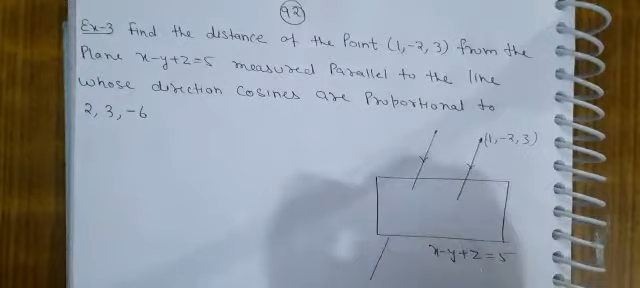 92
Ex-3 Find the distance of the Point (1,-2,3) from the
Plane x-y+z=5 measured Parallel to the line
whose direction cosines are Proportional to
2, 3, -6
(1,-2,3)
x-y+z=5